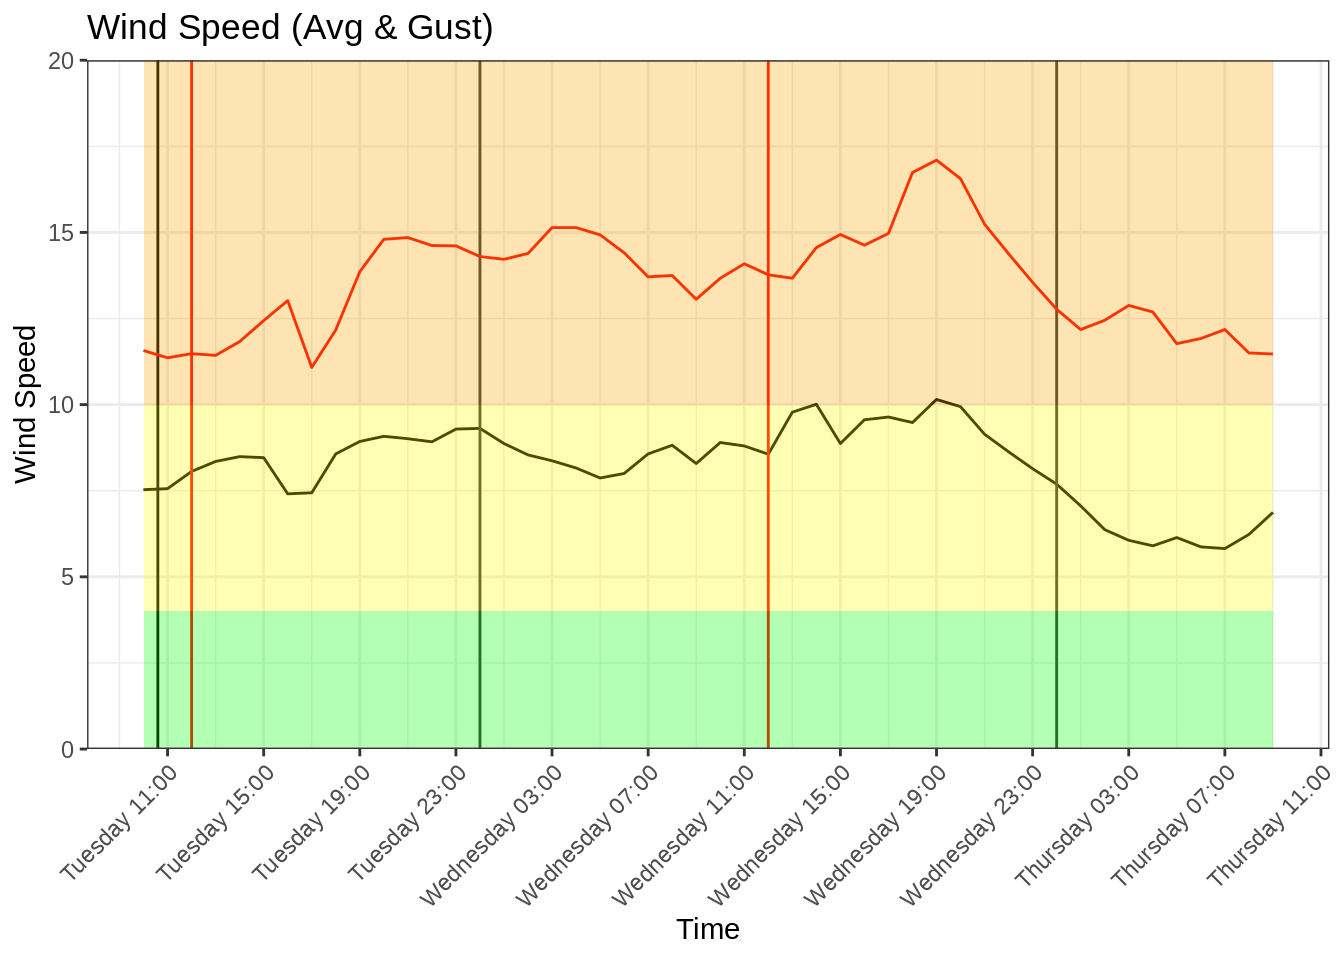 Wind Speed (Avg & Gust)
20
15
10
5
0
Wind Speed
Tuesday 11:00
Tuesday 15:00
Tuesday 19:00
Tuesday 23:00
Wednesday 03:00
Wednesday 07:00
Wednesday 11:00
Wednesday 15:00
Wednesday 19:00
Wednesday 23:00
Thursday 03:00
Thursday 07:00
Thursday 11:00
Time